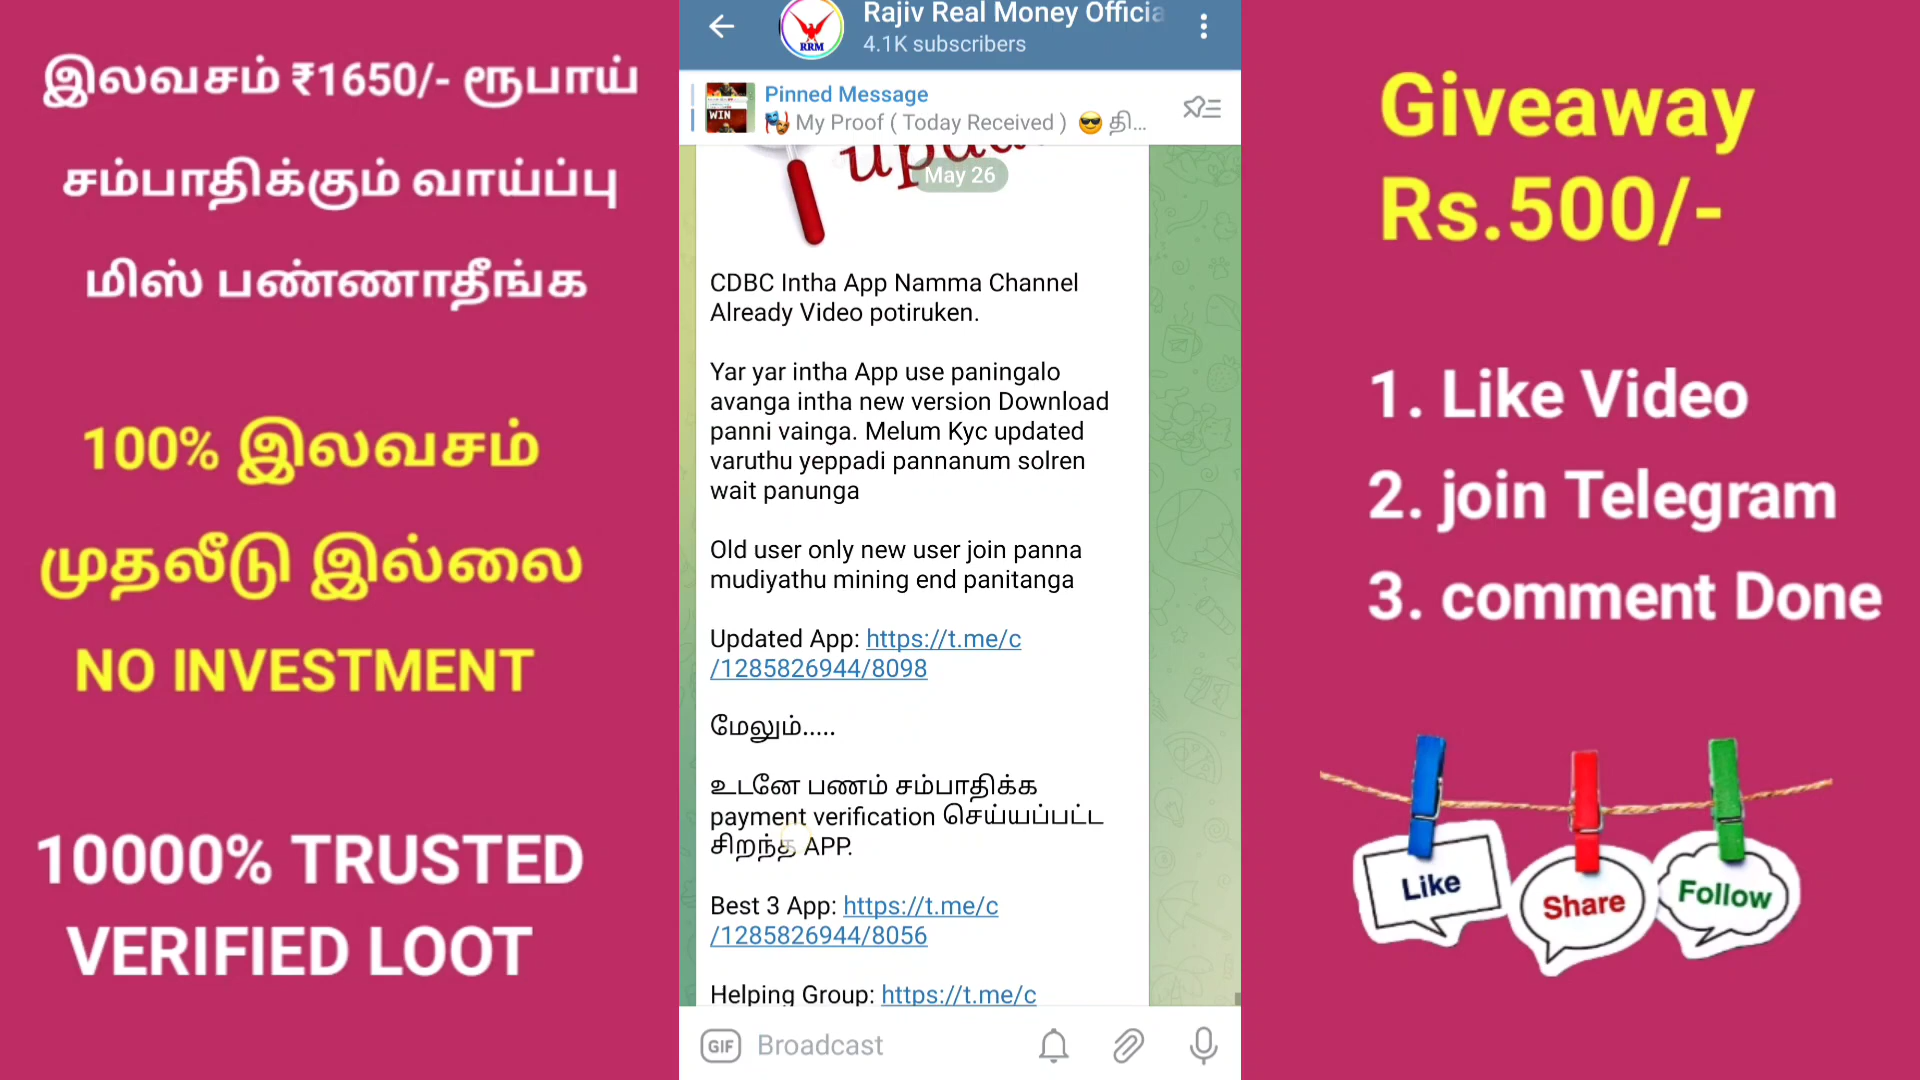 இலவசம் ₹1650/- ரூபாய்
சம்பாதிக்கும் வாய்ப்பு
மிஸ் பண்ணாதீங்க
100% இலவசம்
முதலீடு இல்லை
NO INVESTMENT
10000% TRUSTED
VERIFIED LOOT
RRM
Rajiv Real Money Officia
4.1K subscribers
WIN
Pinned Message
🎭 My Proof ( Today Received ) 😎 தி...
May 26
CDBC Intha App Namma Channel
Already Video potiruken.
Yar yar intha App use paningalo
avanga intha new version Download
panni vainga. Melum Kyc updated
varuthu yeppadi pannanum solren
wait panunga
Old user only new user join panna
mudiyathu mining end panitanga
Updated App: https://t.me/c
/1285826944/8098
மேலும்.....
உடனே பணம் சம்பாதிக்க
payment verification செய்யப்பட்ட
சிறந்த APP.
Best 3 App: https://t.me/c
/1285826944/8056
Helping Group: https://t.me/c
GIF Broadcast
Giveaway
Rs.500/-
1. Like Video
2. join Telegram
3. comment Done
Like
Share
Follow